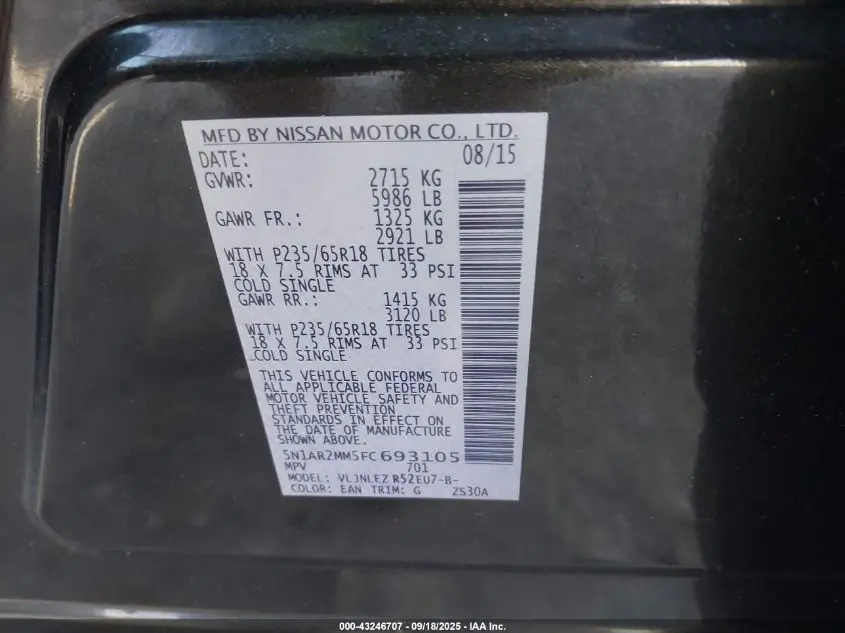 MFD BY NISSAN MOTOR CO., LTD.
DATE: 08/15
GVWR: 2715 KG
5986 LB
GAWR FR.: 1325 KG
2921 LB
WITH P235/65R18 TIRES
18 X 7.5 RIMS AT 33 PSI
COLD SINGLE
GAWR RR.: 1415 KG
3120 LB
WITH P235/65R18 TIRES
18 X 7.5 RIMS AT 33 PSI
COLD SINGLE
THIS VEHICLE CONFORMS TO
ALL APPLICABLE FEDERAL
MOTOR VEHICLE SAFETY AND
THEFT PREVENTION
STANDARDS IN EFFECT ON
THE DATE OF MANUFACTURE
SHOWN ABOVE.
5N1AR2MM5FC693105
MPV 701
MODEL: VLJNLEZ R52EU7-B-
COLOR: EAN TRIM: G ZS30A
000-43246707 - 09/18/2025 - IAA Inc.